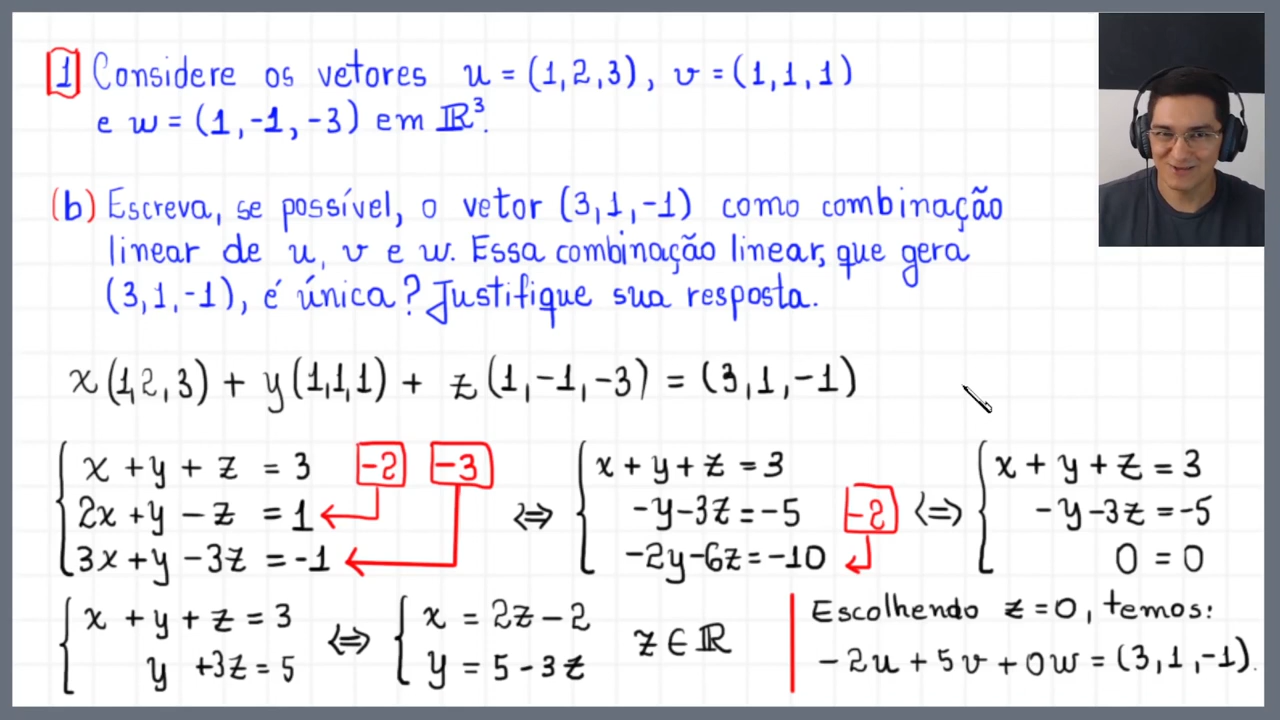 1 Considere os vetores u = (1,2,3), v = (1,1,1)
e w = (1,-1,-3) em ℝ³.
(b) Escreva, se possível, o vetor (3,1,-1) como combinação
linear de u, v e w. Essa combinação linear, que gera
(3,1,-1), é única? Justifique sua resposta.
x(1,2,3) + y(1,1,1) + z(1,-1,-3) = (3,1,-1)
x + y + z = 3 -2 -3
2x + y - z = 1
3x + y - 3z = -1
⇔
x + y + z = 3
-y - 3z = -5 -2
-2y - 6z = -10
⇔
x + y + z = 3
-y - 3z = -5
0 = 0
x + y + z = 3
y + 3z = 5
⇔
x = 2z - 2
y = 5 - 3z
z ∈ ℝ
Escolhendo z = 0, temos:
-2u + 5v + 0w = (3,1,-1).